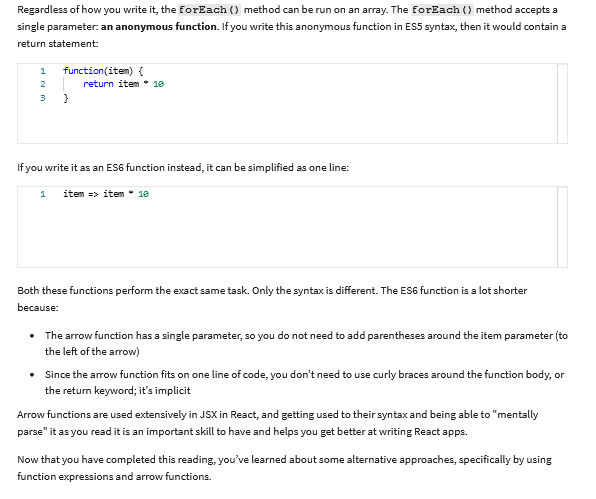 Regardless of how you write it, the forEach() method can be run on an array. The forEach() method accepts a
single parameter: an anonymous function. If you write this anonymous function in ES5 syntax, then it would contain a
return statement:
1 function(item) {
2 return item * 10
3 }
If you write it as an ES6 function instead, it can be simplified as one line:
1 item => item * 10
Both these functions perform the exact same task. Only the syntax is different. The ES6 function is a lot shorter
because:
• The arrow function has a single parameter, so you do not need to add parentheses around the item parameter (to
the left of the arrow)
• Since the arrow function fits on one line of code, you don't need to use curly braces around the function body, or
the return keyword; it's implicit
Arrow functions are used extensively in JSX in React, and getting used to their syntax and being able to "mentally
parse" it as you read it is an important skill to have and helps you get better at writing React apps.
Now that you have completed this reading, you've learned about some alternative approaches, specifically by using
function expressions and arrow functions.